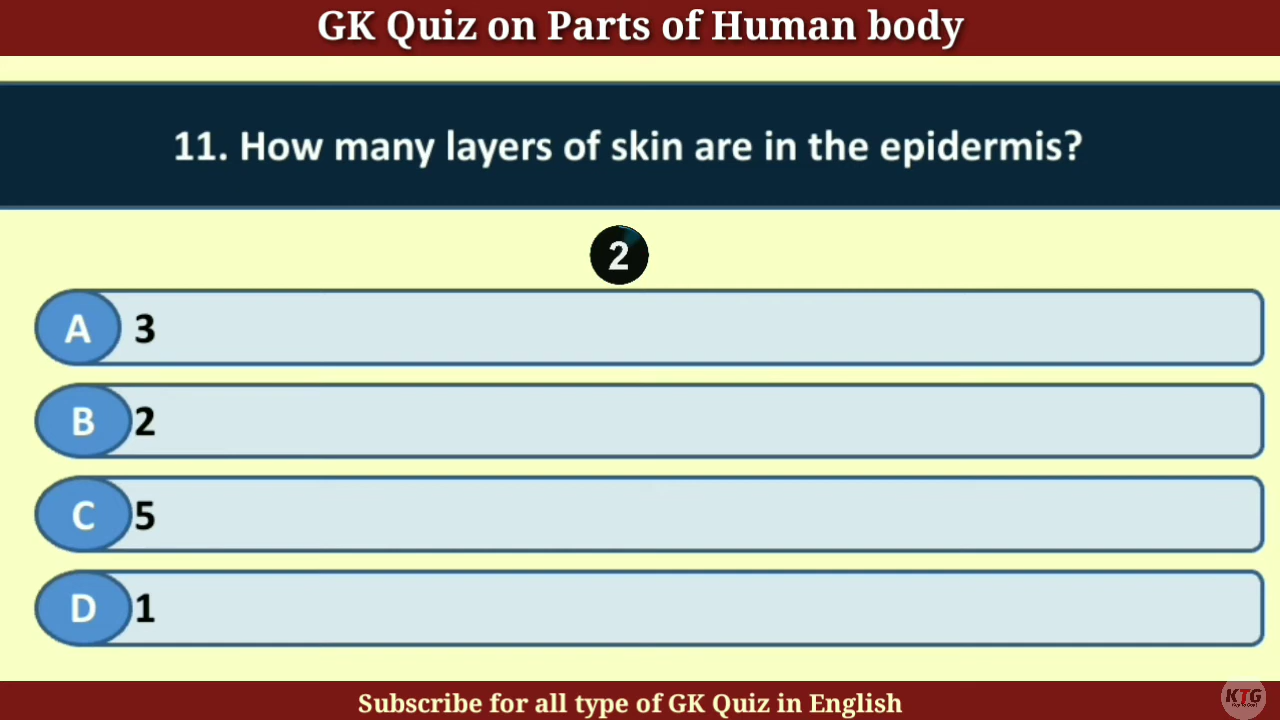 GK Quiz on Parts of Human body
11. How many layers of skin are in the epidermis?
2
A 3
B 2
C 5
D 1
Subscribe for all type of GK Quiz in English
KTG